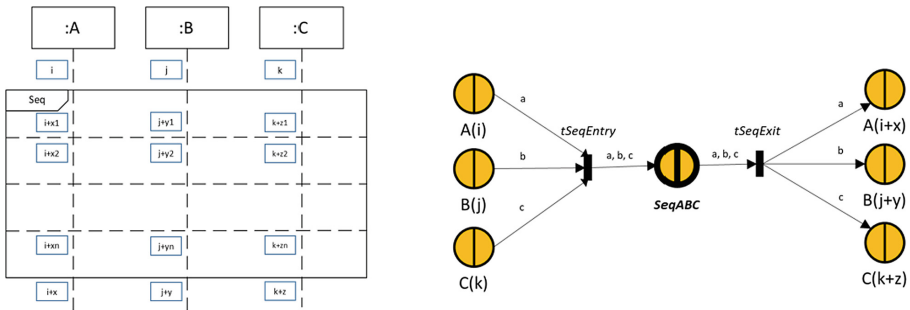 :A :B :C
i j k
Seq
i+x1 j+y1 k+z1
i+x2 j+y2 k+z2
i+xn j+yn k+zn
i+x j+y k+z
A(i)
B(j)
C(k)
a
b
c
tSeqEntry
a, b, c
SeqABC
a, b, c
tSeqExit
a
b
c
A(i+x)
B(j+y)
C(k+z)